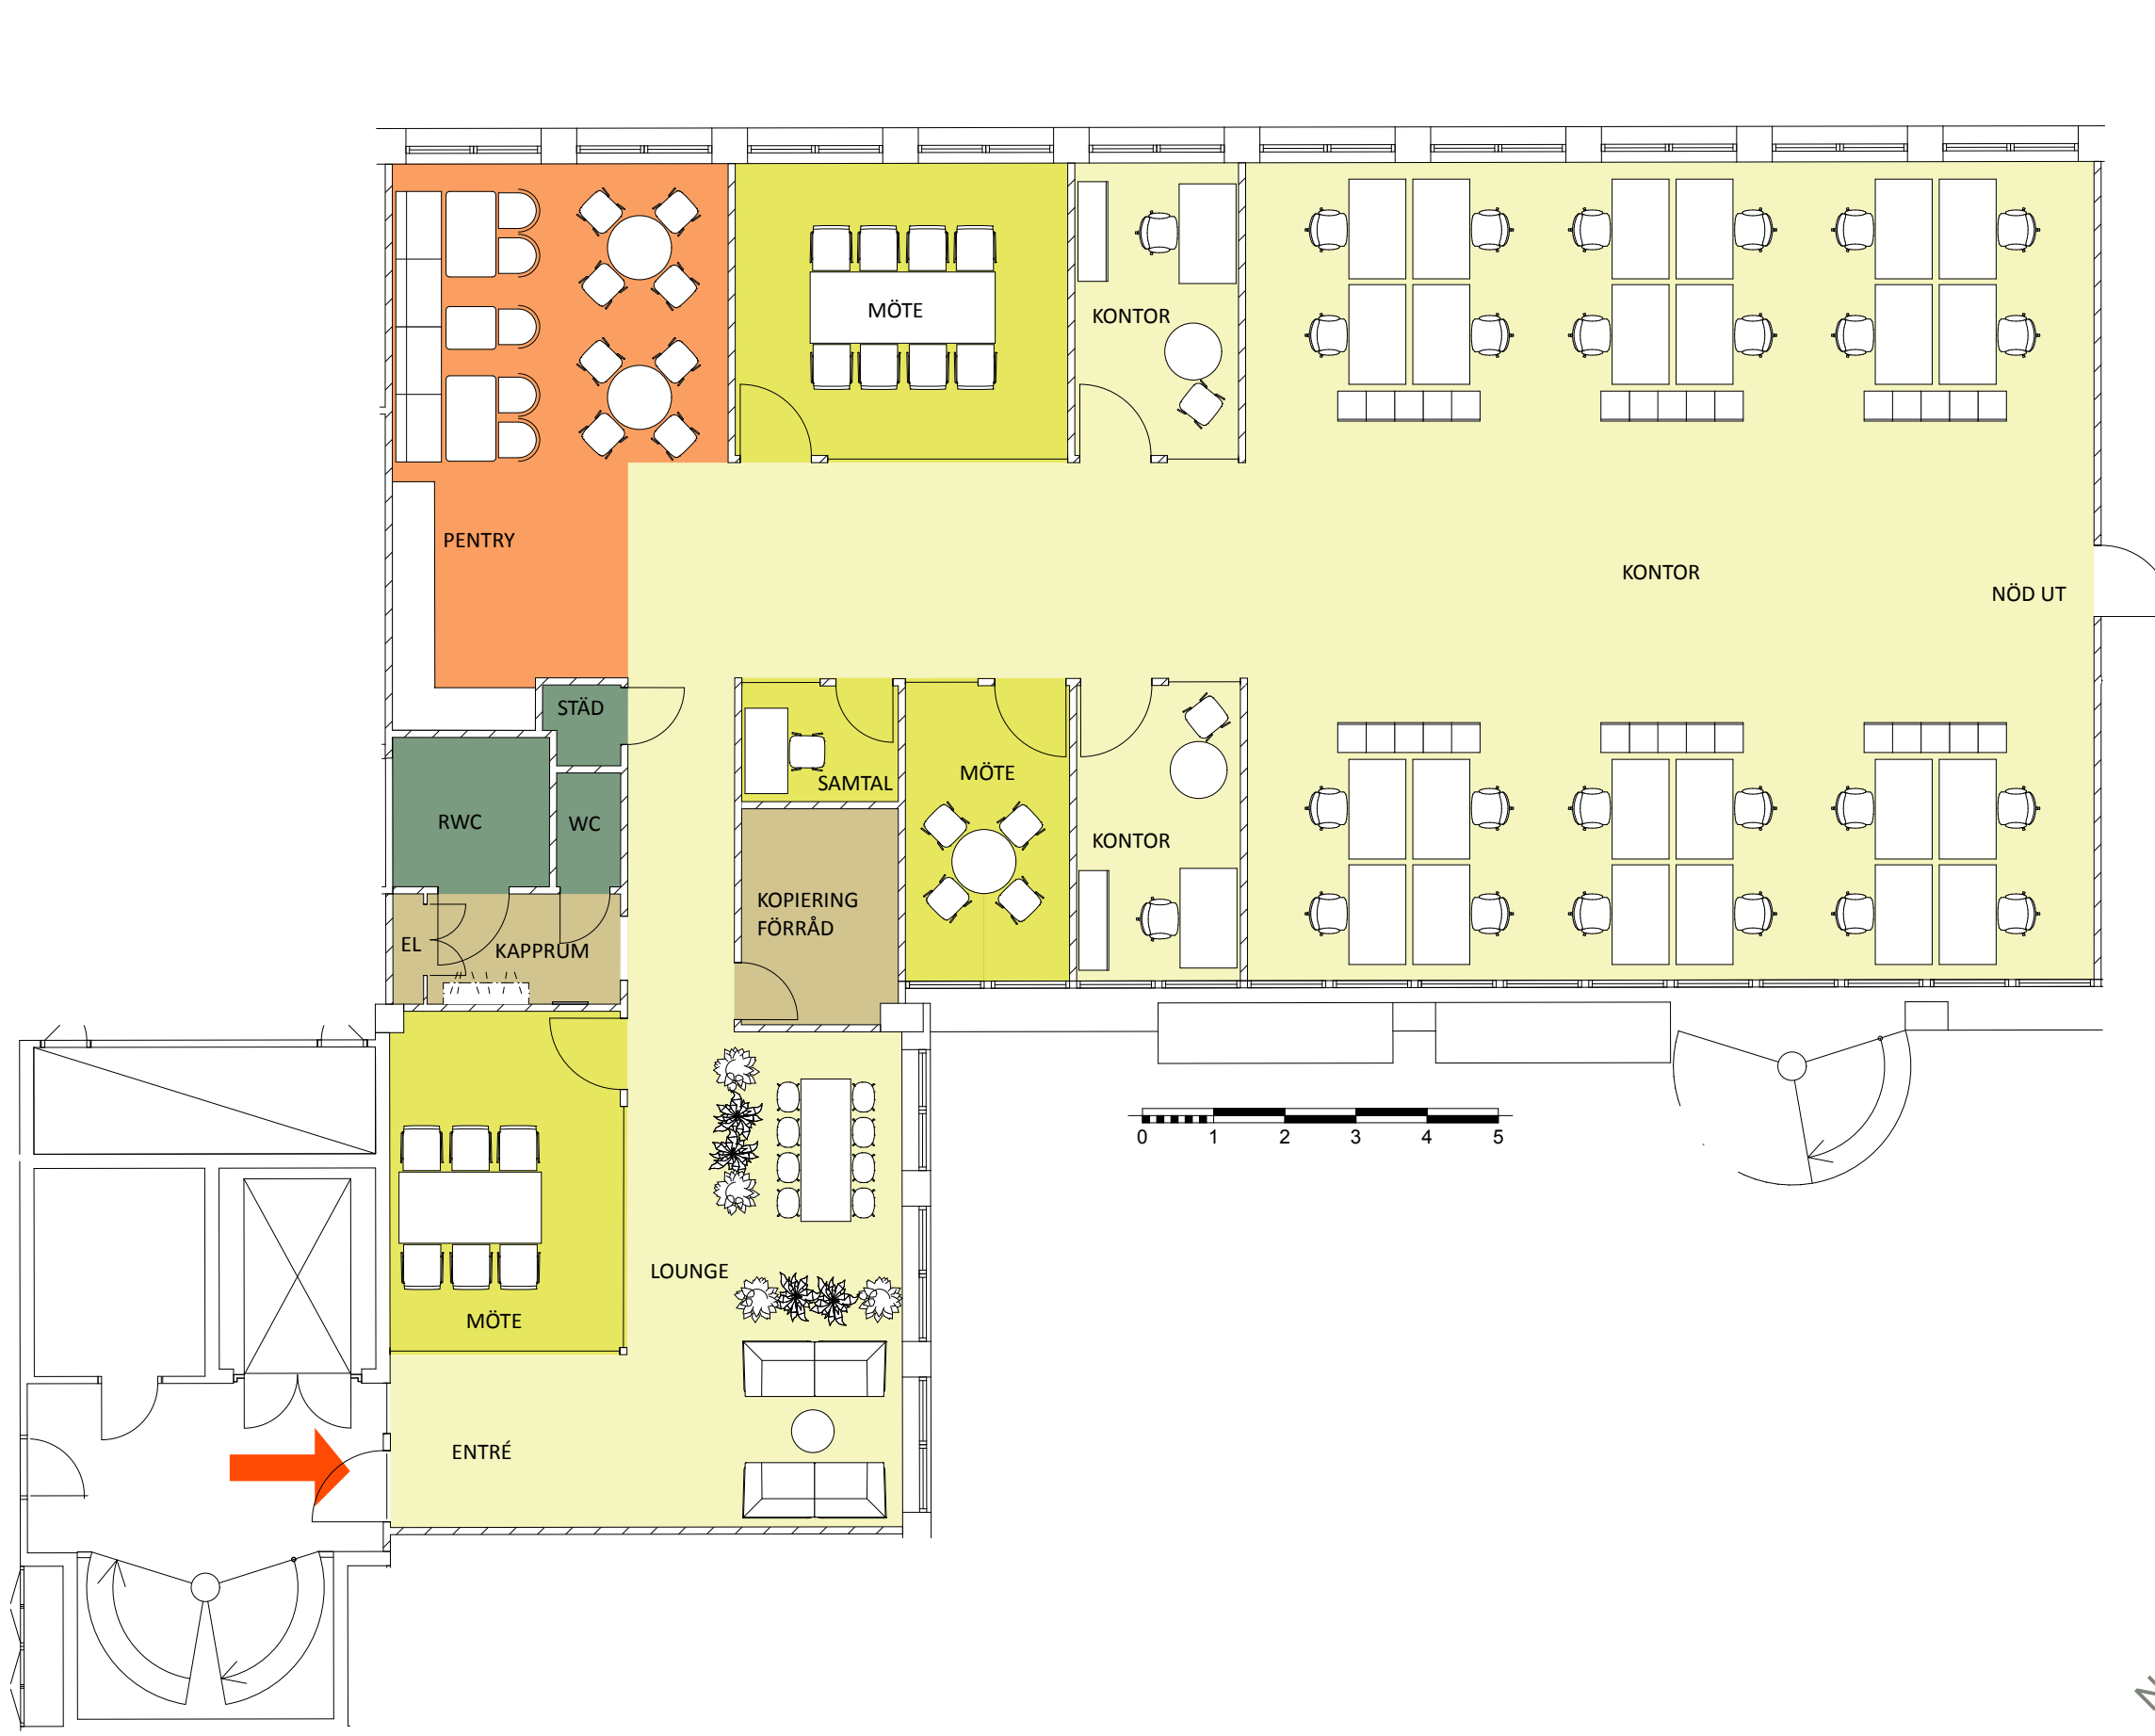 MÖTE
KONTOR
PENTRY
KONTOR
NÖD UT
STÄD
SAMTAL
MÖTE
RWC
WC
KONTOR
KOPIERING
FÖRRÅD
EL
KAPPRUM
0 1 2 3 4 5
LOUNGE
MÖTE
ENTRÉ
N